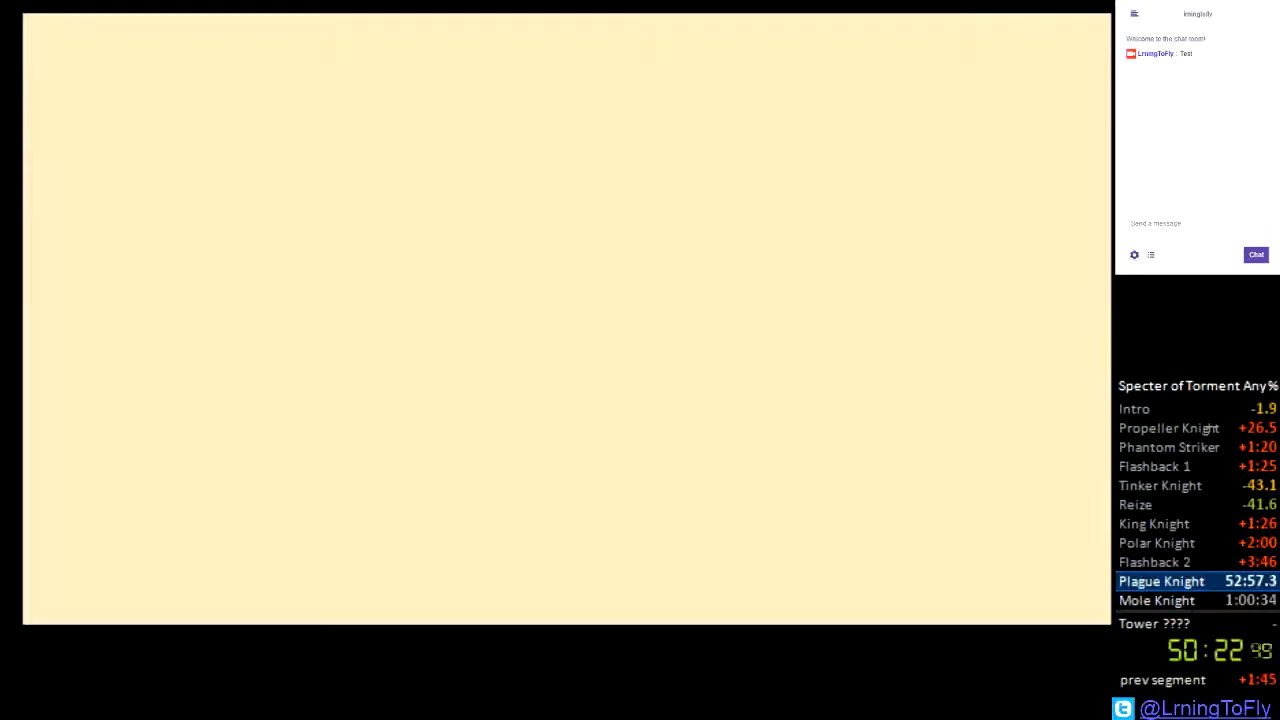 lrningtofly
Welcome to the chat room!
LrningToFly : Test
Send a message
Chat
Specter of Torment Any%
Intro -1.9
Propeller Knight +26.5
Phantom Striker +1:20
Flashback 1 +1:25
Tinker Knight -43.1
Reize -41.6
King Knight +1:26
Polar Knight +2:00
Flashback 2 +3:46
Plague Knight 52:57.3
Mole Knight 1:00:34
Tower ???? -
50:22 99
prev segment +1:45
@LrningToFly